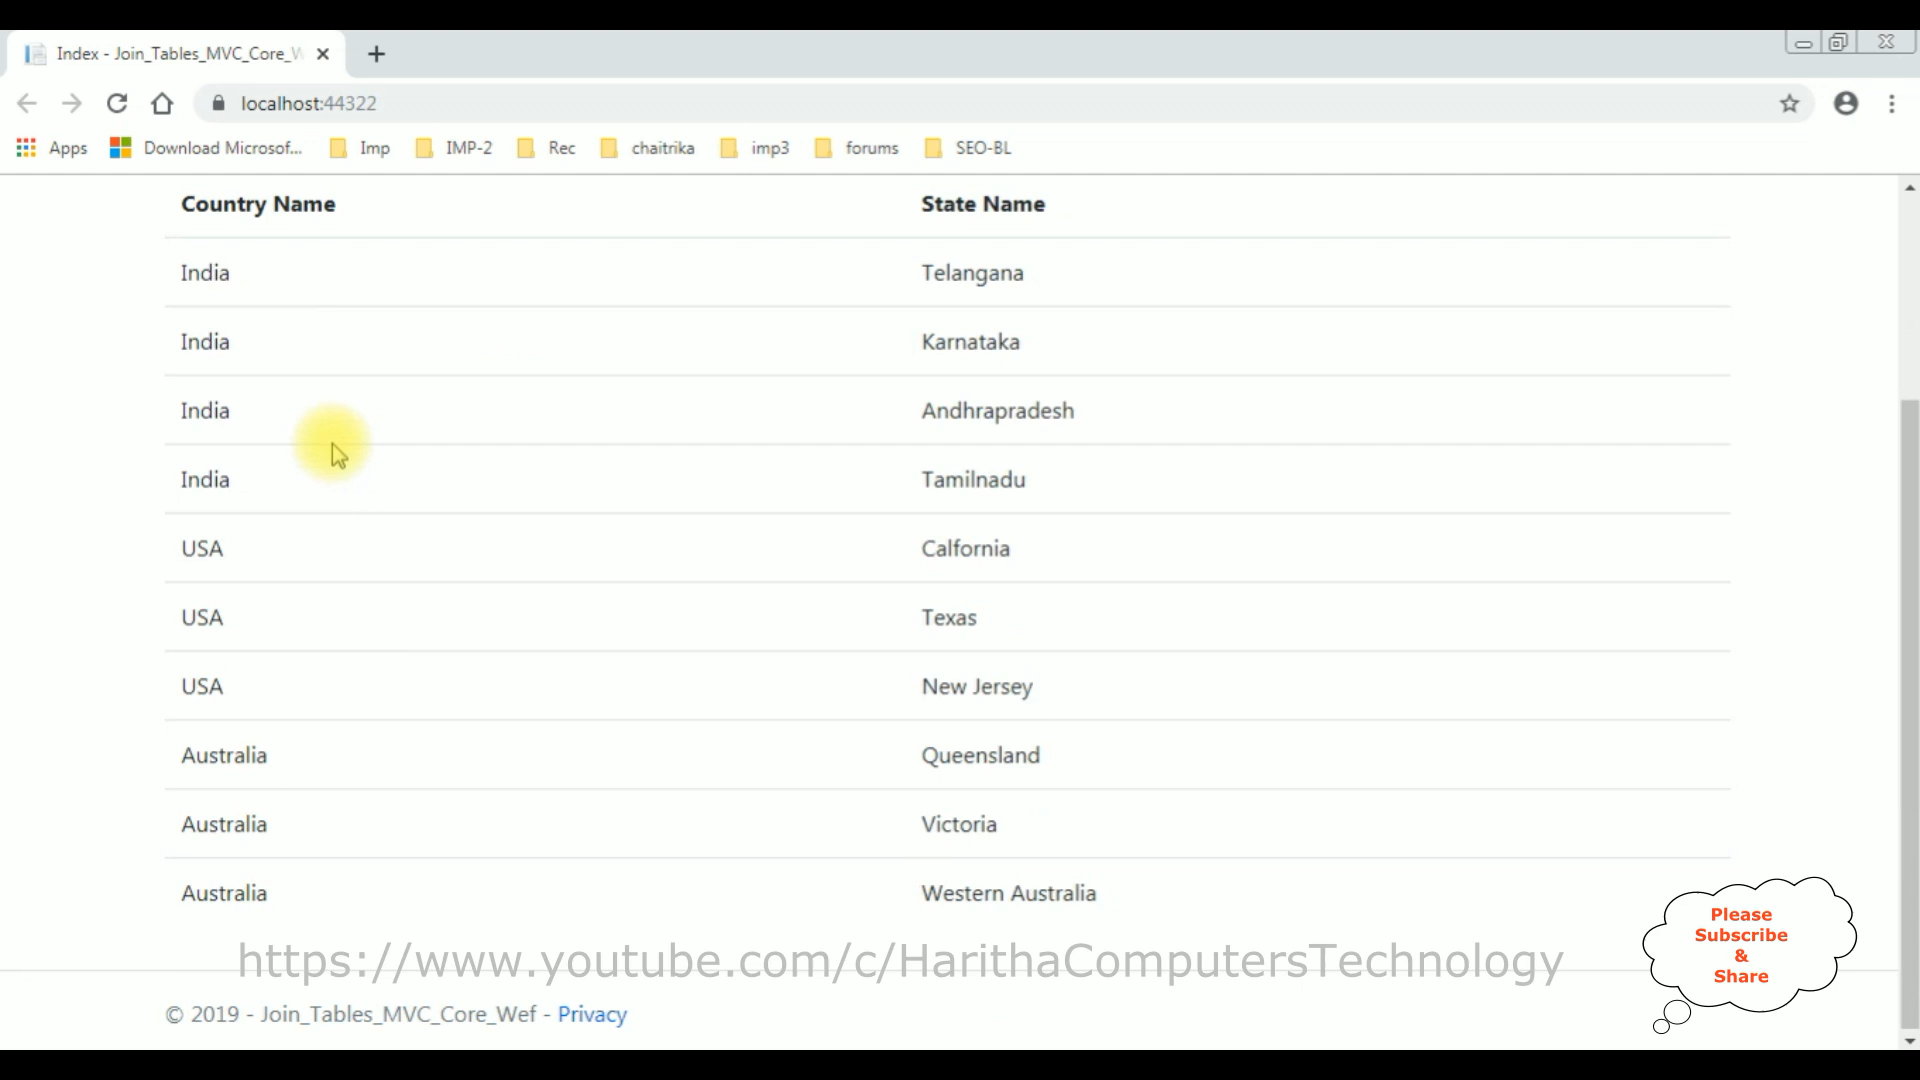 Index - Join_Tables_MVC_Core_W
localhost:44322
Apps Download Microsof... Imp IMP-2 Rec chaitrika imp3 forums SEO-BL
Country Name State Name
India Telangana
India Karnataka
India Andhrapradesh
India Tamilnadu
USA Calfornia
USA Texas
USA New Jersey
Australia Queensland
Australia Victoria
Australia Western Australia
Please
Subscribe
&
Share
https://www.youtube.com/c/HarithaComputersTechnology
© 2019 - Join_Tables_MVC_Core_Wef - Privacy